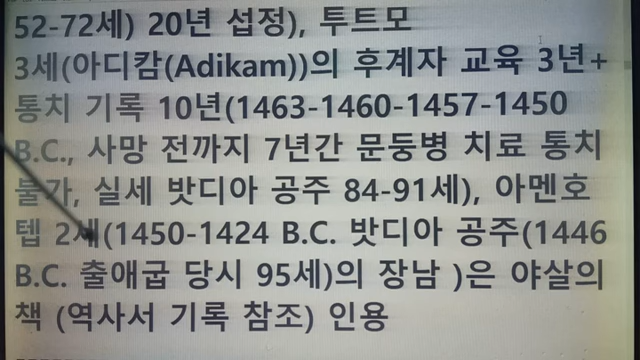 52-72세) 20년 섭정), 투트모
3세(아디캄(Adikam))의 후계자 교육 3년+
통치 기록 10년(1463-1460-1457-1450
B.C., 사망 전까지 7년간 문둥병 치료 통치
불가, 실세 밧디아 공주 84-91세), 아멘호
텝 2세(1450-1424 B.C. 밧디아 공주(1446
B.C. 출애굽 당시 95세)의 장남 )은 야살의
책 (역사서 기록 참조) 인용